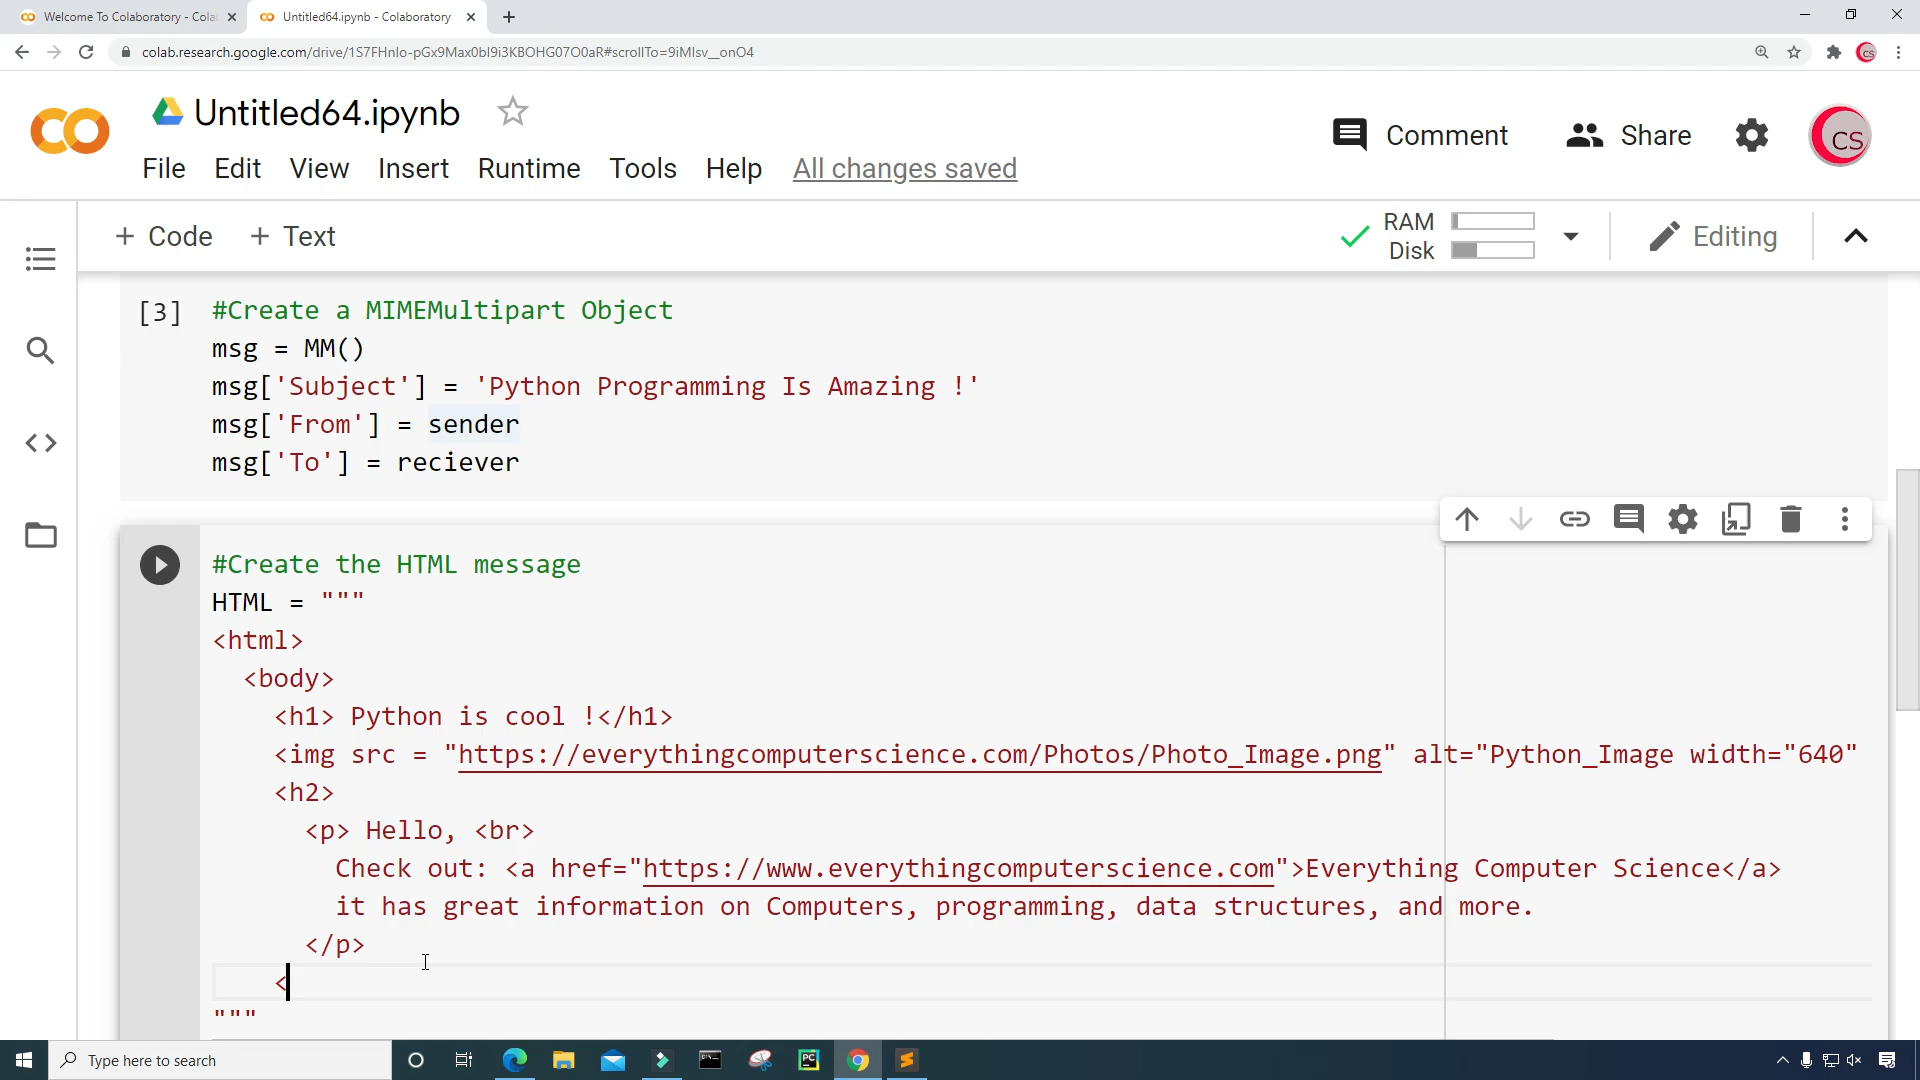 Welcome To Colaboratory - Cola
Untitled64.ipynb - Colaboratory
colab.research.google.com/drive/1S7FHnIo-pGx9Max0bI9i3KBOHG07O0aR#scrollTo=9iMlsv__onO4
Untitled64.ipynb
Comment
Share
CS
File Edit View Insert Runtime Tools Help All changes saved
+ Code + Text
RAM
Disk
Editing
[3] #Create a MIMEMultipart Object
msg = MM()
msg['Subject'] = 'Python Programming Is Amazing !'
msg['From'] = sender
msg['To'] = reciever
#Create the HTML message
HTML = """
<html>
<body>
<h1> Python is cool !</h1>
<img src = "https://everythingcomputerscience.com/Photos/Photo_Image.png" alt="Python_Image width="640"
<h2>
<p> Hello, <br>
Check out: <a href="https://www.everythingcomputerscience.com">Everything Computer Science</a>
it has great information on Computers, programming, data structures, and more.
</p>
<
"""
Type here to search
PC